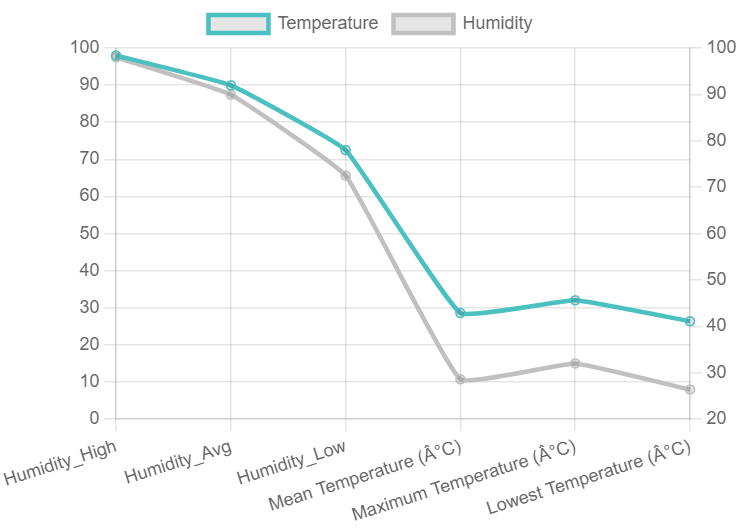 Temperature
Humidity
100
90
80
70
60
50
40
30
20
10
0
100
90
80
70
60
50
40
30
20
Humidity_High
Humidity_Avg
Humidity_Low
Mean Temperature (Â°C)
Maximum Temperature (Â°C)
Lowest Temperature (Â°C)